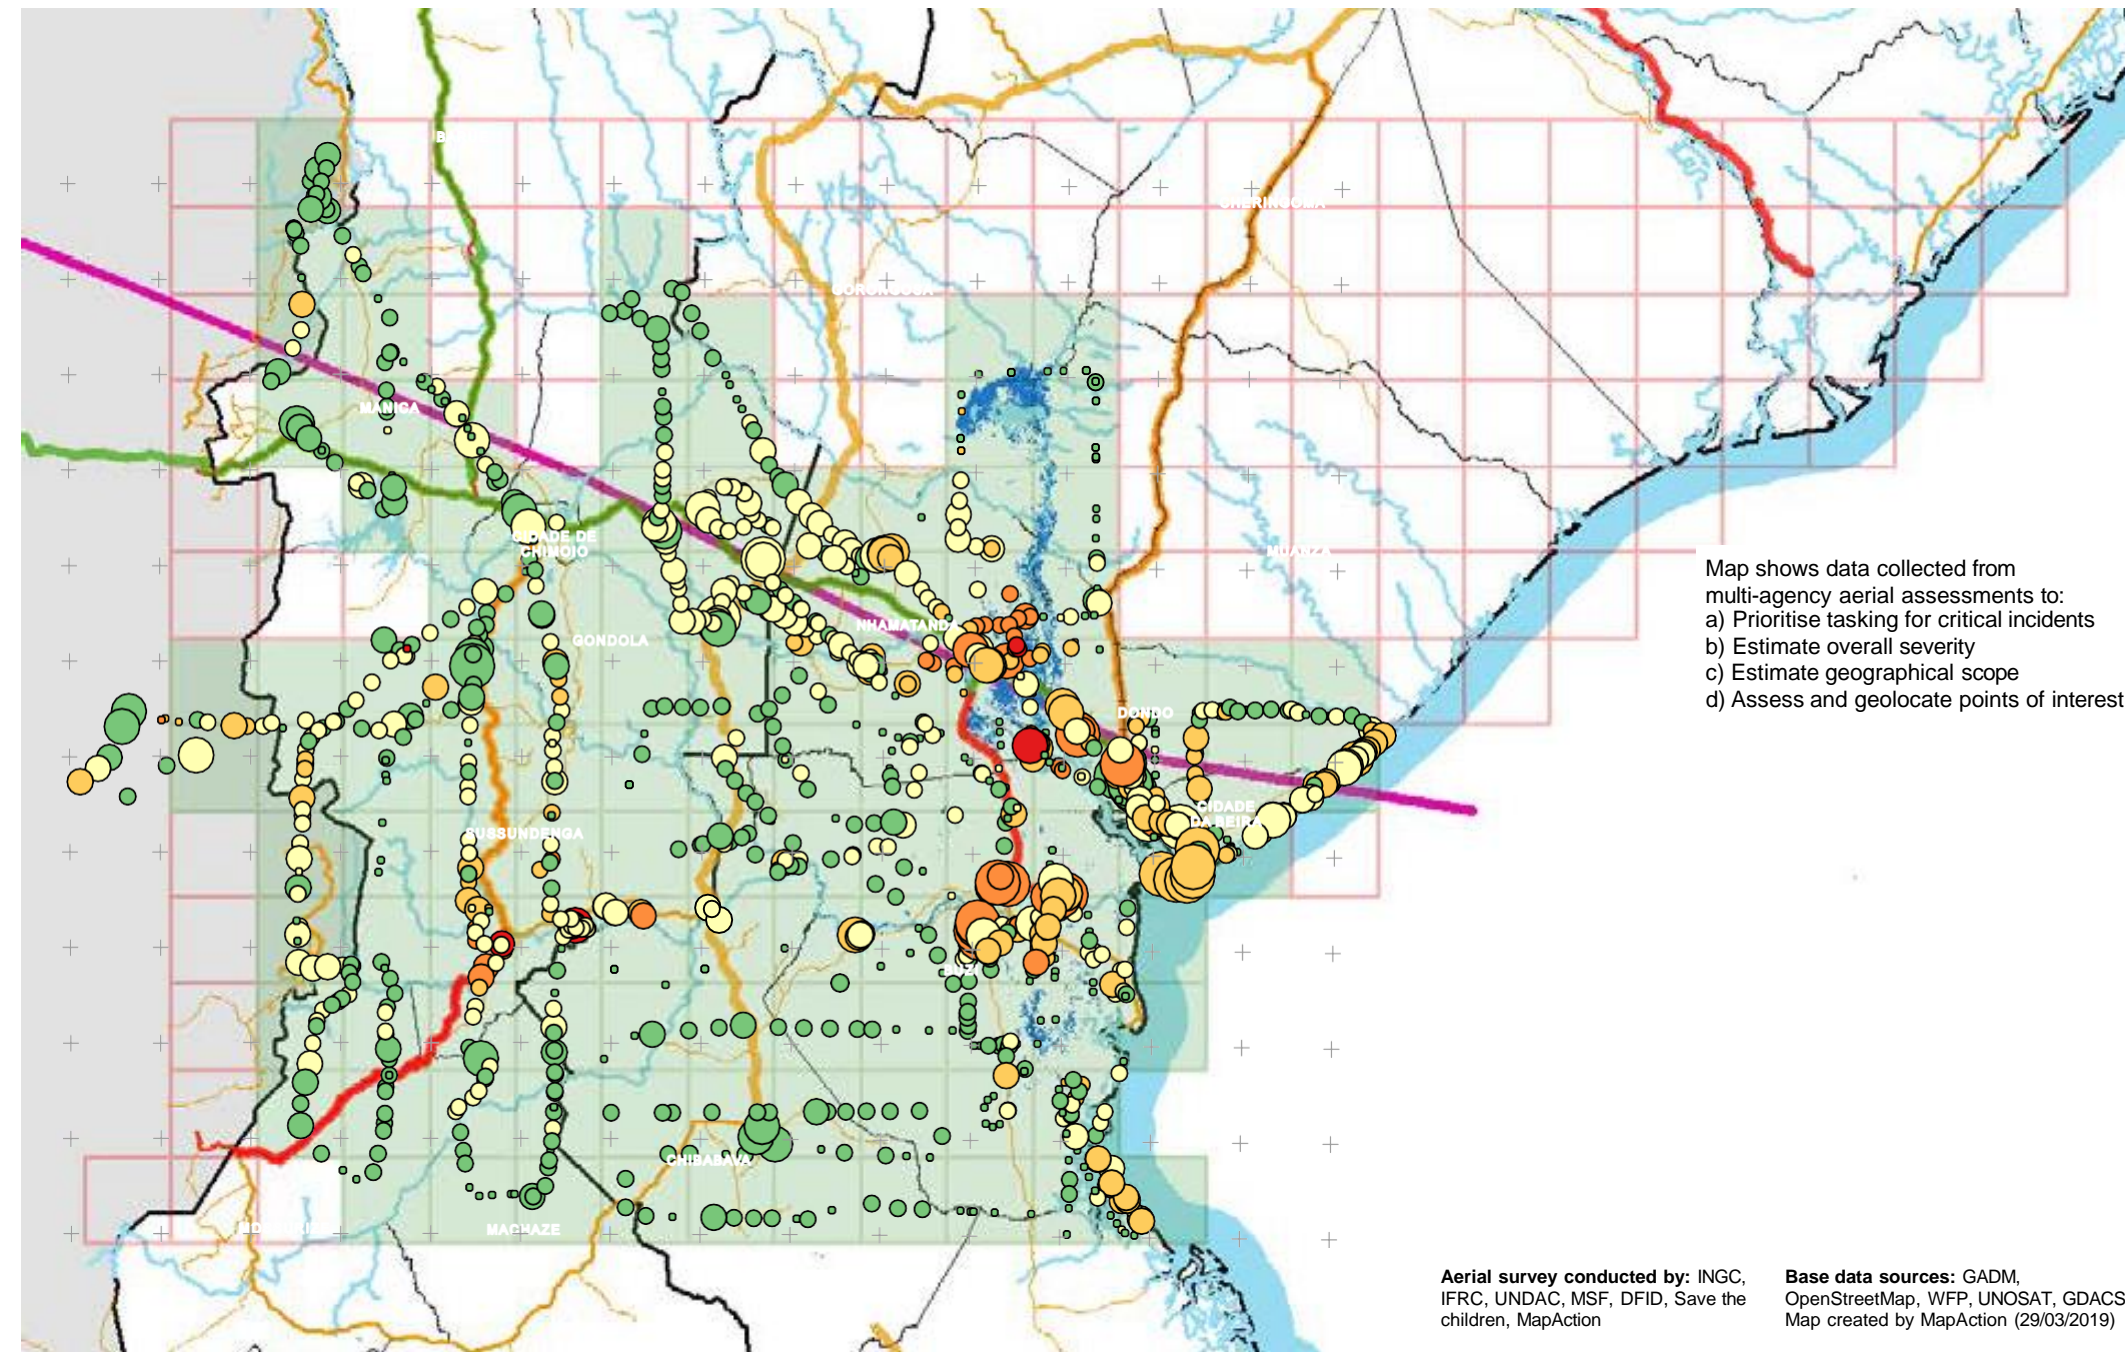 CHERINGOMA
GORONGOSA
MANICA
CIDADE DE
CHIMOIO
MUANZA
Map shows data collected from
multi-agency aerial assessments to:
a) Prioritise tasking for critical incidents
b) Estimate overall severity
c) Estimate geographical scope
d) Assess and geolocate points of interest
GONDOLA
NHAMATANDA
DONDO
CIDADE
DA BEIRA
SUSSUNDENGA
BUZI
CHIBABAVA
MACHAZE
Aerial survey conducted by: INGC,
IFRC, UNDAC, MSF, DFID, Save the
children, MapAction
Base data sources: GADM,
OpenStreetMap, WFP, UNOSAT, GDACS
Map created by MapAction (29/03/2019)